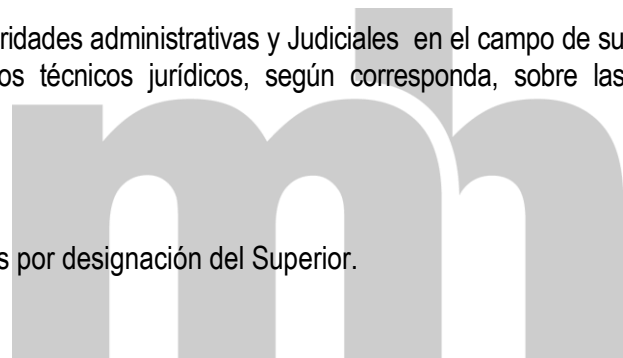 ridades administrativas y Judiciales en el campo de su
os técnicos jurídicos, según corresponda, sobre las
s por designación del Superior.
mh